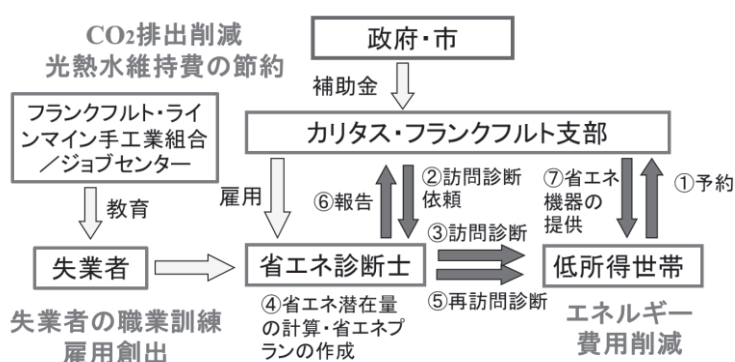 CO₂排出削減
光熱水維持費の節約
政府・市
補助金
フランクフルト・ライ
ンマイン手工業組合
／ジョブセンター
カリタス・フランクフルト支部
教育
雇用
⑥報告
②訪問診断
依頼
⑦省エネ
機器の
提供
①予約
③訪問診断
失業者
省エネ診断士
低所得世帯
⑤再訪問診断
④省エネ潜在量
の計算・省エネプ
ランの作成
失業者の職業訓練
雇用創出
エネルギー
費用削減